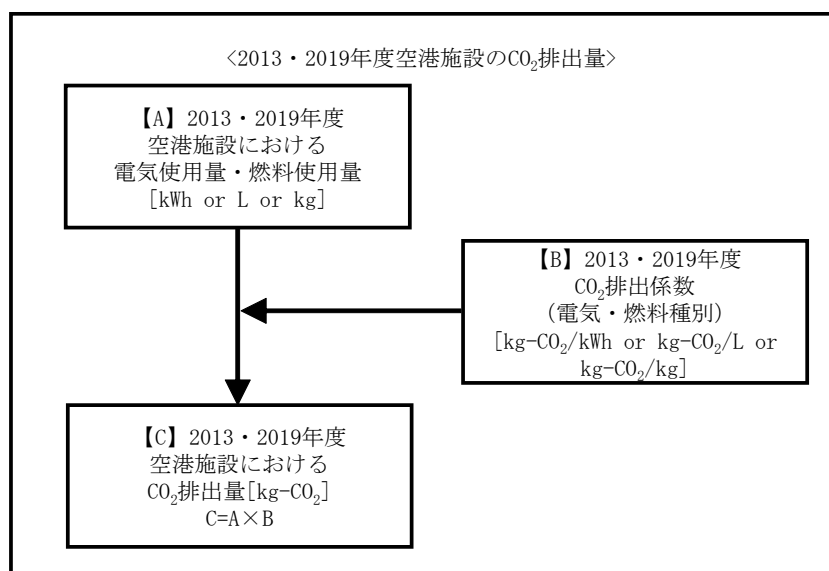 <2013・2019年度空港施設のCO₂排出量>
【A】2013・2019年度
空港施設における
電気使用量・燃料使用量
[kWh or L or kg]
【B】2013・2019年度
CO₂排出係数
(電気・燃料種別)
[kg-CO₂/kWh or kg-CO₂/L or
kg-CO₂/kg]
【C】2013・2019年度
空港施設における
CO₂排出量[kg-CO₂]
C=A×B